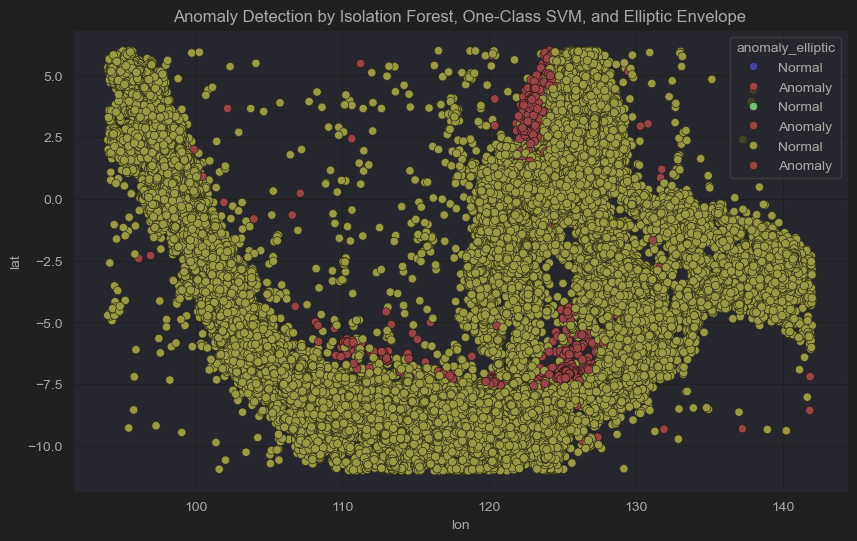 Anomaly Detection by Isolation Forest, One-Class SVM, and Elliptic Envelope
anomaly_elliptic
Normal
Anomaly
Normal
Anomaly
Normal
Anomaly
lat
5.0
2.5
0.0
−2.5
−5.0
−7.5
−10.0
100
110
120
130
140
lon